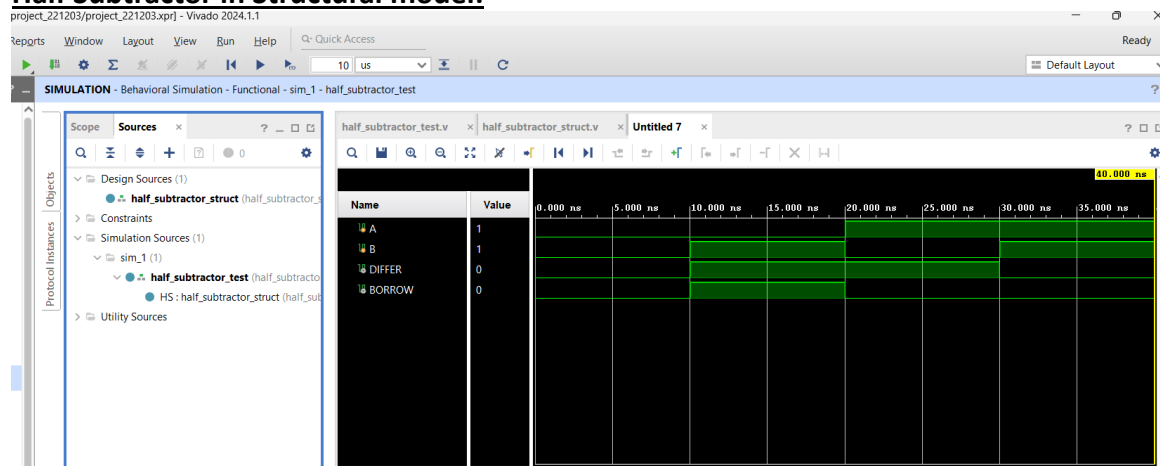 Half Subtractor in Structural model:
project_221203/project_221203.xpr] - Vivado 2024.1.1
Reports Window Layout View Run Help Q- Quick Access Ready
10 us Default Layout
SIMULATION - Behavioral Simulation - Functional - sim_1 - half_subtractor_test ?
Scope Sources × ? half_subtractor_test.v × half_subtractor_struct.v × Untitled 7 × ?
0
Objects
Protocol Instances
Design Sources (1)
half_subtractor_struct (half_subtractor_s
Constraints
Simulation Sources (1)
sim_1 (1)
half_subtractor_test (half_subtracto
HS : half_subtractor_struct (half_sub
Utility Sources
40.000 ns
Name Value 0.000 ns 5.000 ns 10.000 ns 15.000 ns 20.000 ns 25.000 ns 30.000 ns 35.000 ns
A 1
B 1
DIFFER 0
BORROW 0